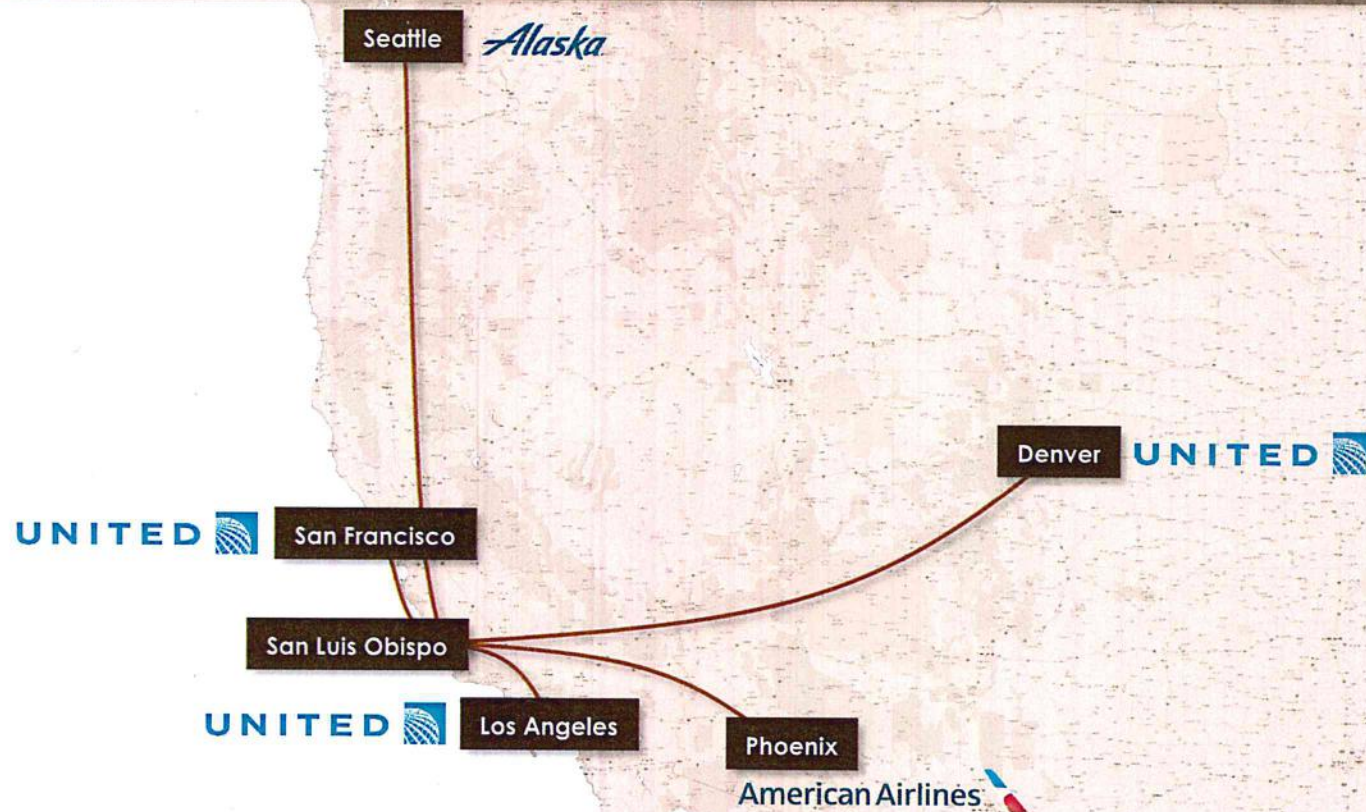 Seattle
Alaska
Denver
UNITED
UNITED
San Francisco
San Luis Obispo
UNITED
Los Angeles
Phoenix
American Airlines